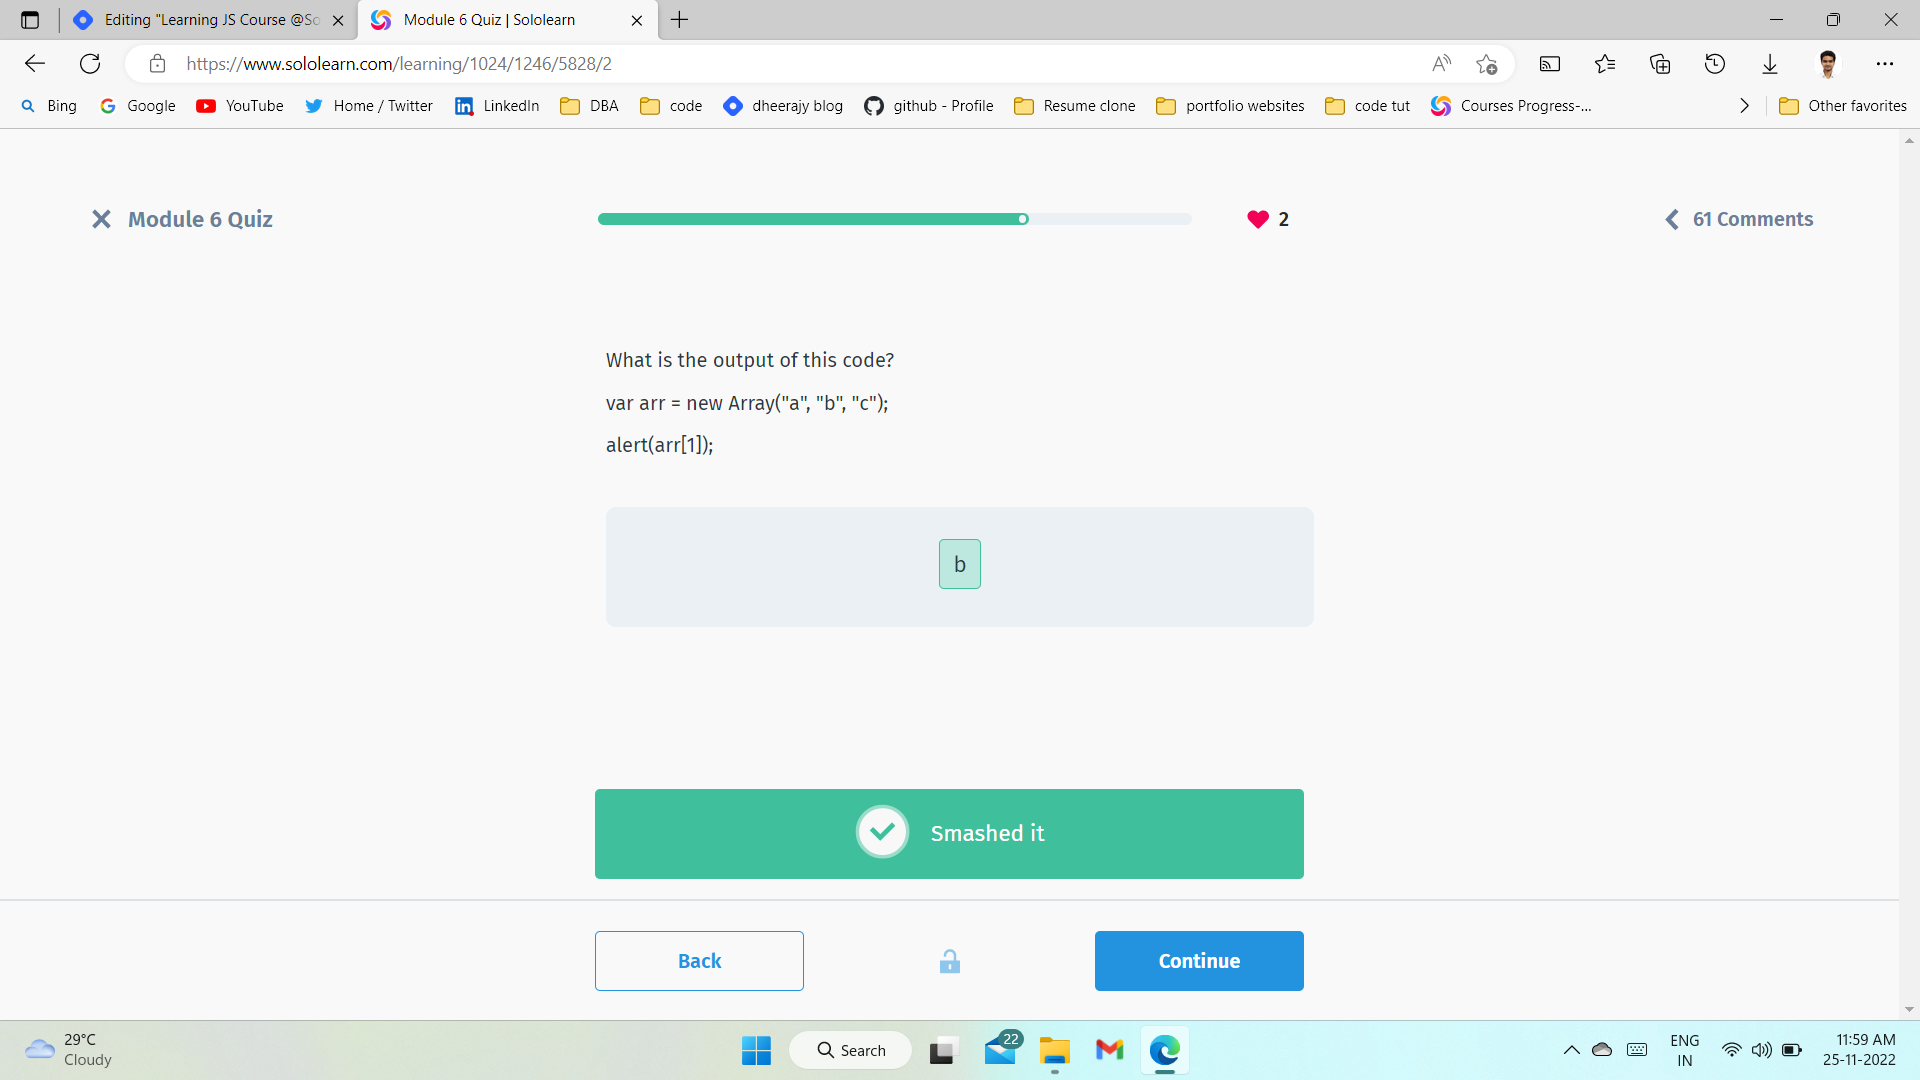 Editing "Learning JS Course @So
Module 6 Quiz | Sololearn
https://www.sololearn.com/learning/1024/1246/5828/2
Bing
Google
YouTube
Home / Twitter
LinkedIn
DBA
code
dheerajy blog
github - Profile
Resume clone
portfolio websites
code tut
Courses Progress-...
Other favorites
Module 6 Quiz
2
61 Comments
What is the output of this code?
var arr = new Array("a", "b", "c");
alert(arr[1]);
b
Smashed it
Back
Continue
29°C
Cloudy
Search
22
ENG
IN
11:59 AM
25-11-2022